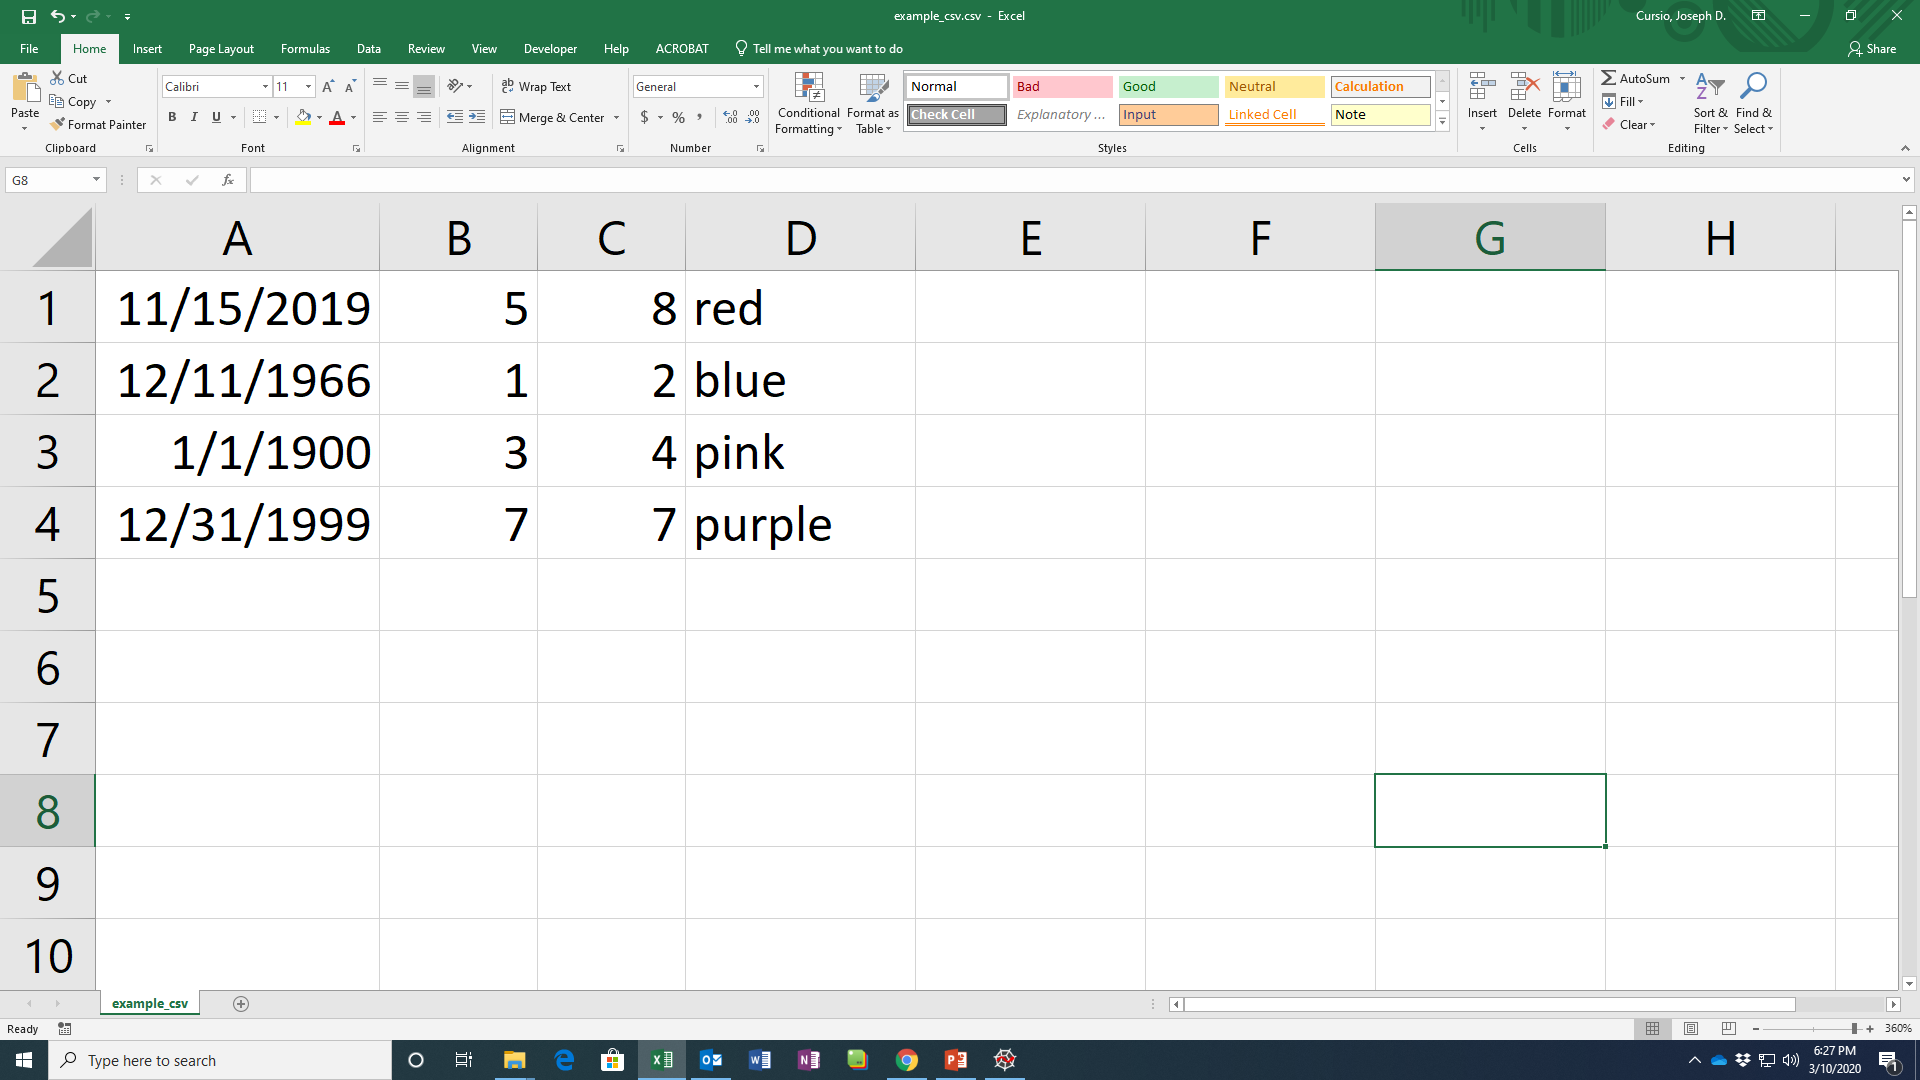 example_csv.csv - Excel
Cursio, Joseph D.
File Home Insert Page Layout Formulas Data Review View Developer Help ACROBAT Tell me what you want to do Share
Paste
Cut
Copy
Format Painter
Clipboard
Calibri 11
B I U
Font
Wrap Text
Merge & Center
Alignment
General
$ % ,
Number
Conditional Formatting
Format as Table
Normal Bad Good Neutral Calculation
Check Cell Explanatory ... Input Linked Cell Note
Styles
Insert Delete Format
Cells
AutoSum
Fill
Clear
Sort & Filter
Find & Select
Editing
G8 fx
A B C D E F G H
1 11/15/2019 5 8 red
2 12/11/1966 1 2 blue
3 1/1/1900 3 4 pink
4 12/31/1999 7 7 purple
5
6
7
8
9
10
example_csv
Ready 360%
Type here to search
6:27 PM
3/10/2020
1